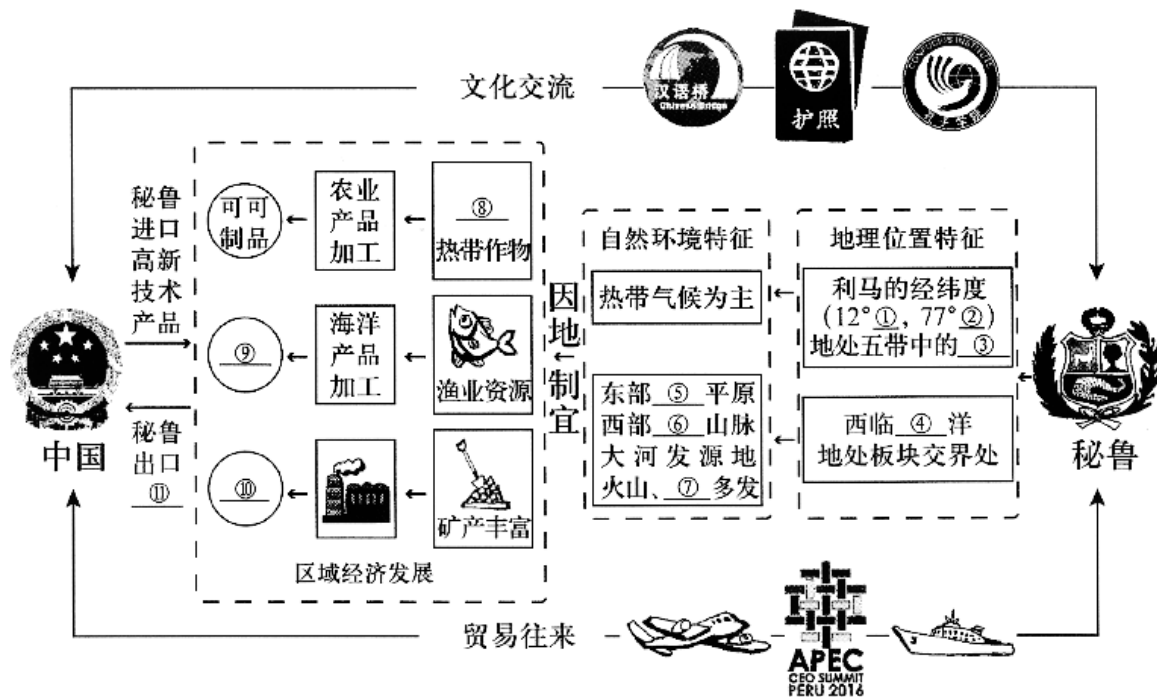 文化交流
汉语桥
Chinese Bridge
护照
CONFUCIUS INSTITUTE
孔子学院
秘鲁
进口
高新
技术
产品
中国
秘鲁
出口
⑪
可可
制品
农业
产品
加工
⑧
热带作物
⑨
海洋
产品
加工
渔业资源
⑩
矿产丰富
区域经济发展
因地制宜
自然环境特征
热带气候为主
东部⑤平原
西部⑥山脉
大河发源地
火山、⑦多发
地理位置特征
利马的经纬度
(12°①, 77°②)
地处五带中的③
西临④洋
地处板块交界处
秘鲁
贸易往来
APEC
CEO SUMMIT
PERU 2016